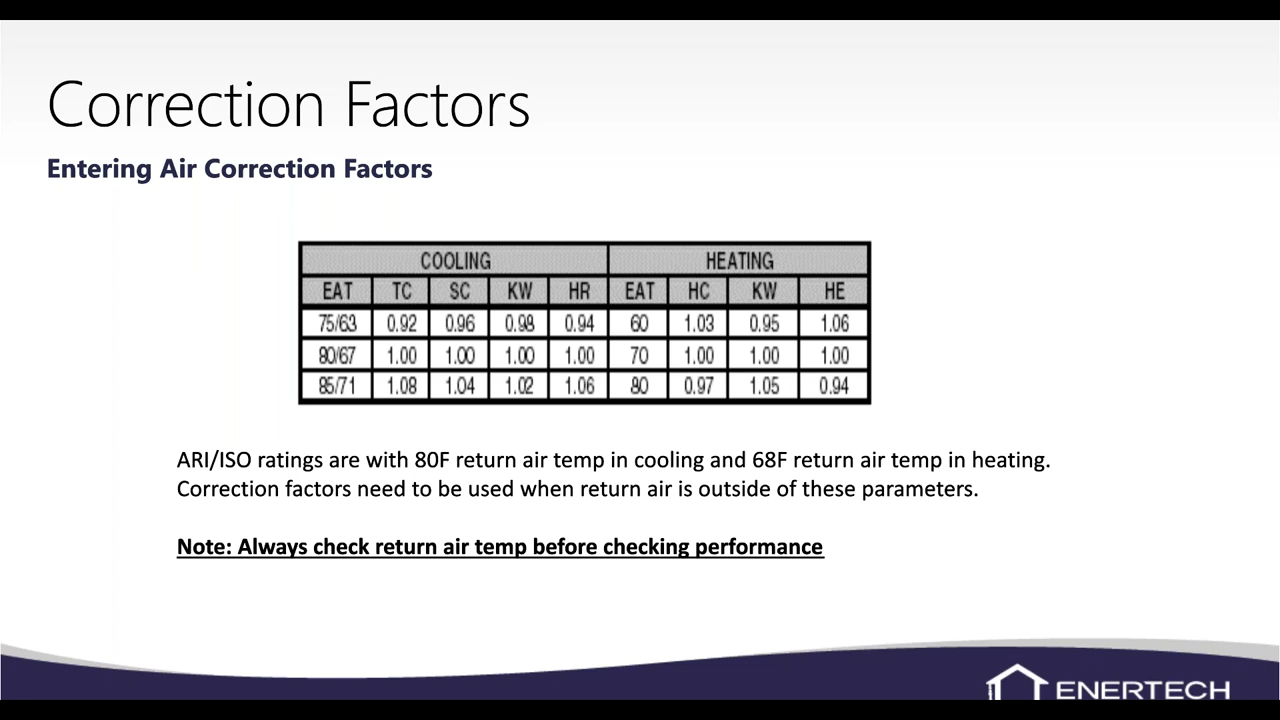 Correction Factors
Entering Air Correction Factors
COOLING HEATING
EAT TC SC KW HR EAT HC KW HE
75/63 0.92 0.96 0.98 0.94 60 1.03 0.95 1.06
80/67 1.00 1.00 1.00 1.00 70 1.00 1.00 1.00
85/71 1.08 1.04 1.02 1.06 80 0.97 1.05 0.94
ARI/ISO ratings are with 80F return air temp in cooling and 68F return air temp in heating.
Correction factors need to be used when return air is outside of these parameters.
Note: Always check return air temp before checking performance
ENERTECH